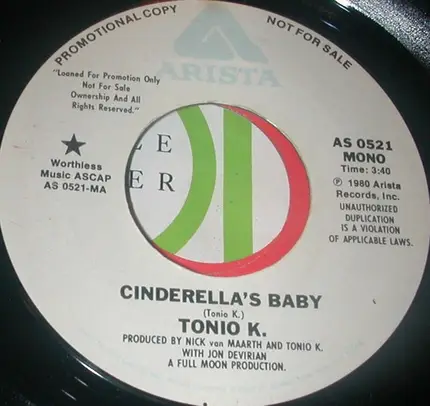 PROMOTIONAL COPY
NOT FOR SALE
ARISTA
"Loaned For Promotion Only
Not For Sale
Ownership And All
Rights Reserved."
Worthless
Music ASCAP
AS 0521-MA
E
ER
AS 0521
MONO
Time: 3:40
Ⓟ 1980 Arista
Records, Inc.
UNAUTHORIZED
DUPLICATION
IS A VIOLATION
OF APPLICABLE LAWS.
CINDERELLA'S BABY
(Tonio K.)
TONIO K.
PRODUCED BY NICK van MAARTH AND TONIO K.
WITH JON DEVIRIAN
A FULL MOON PRODUCTION.